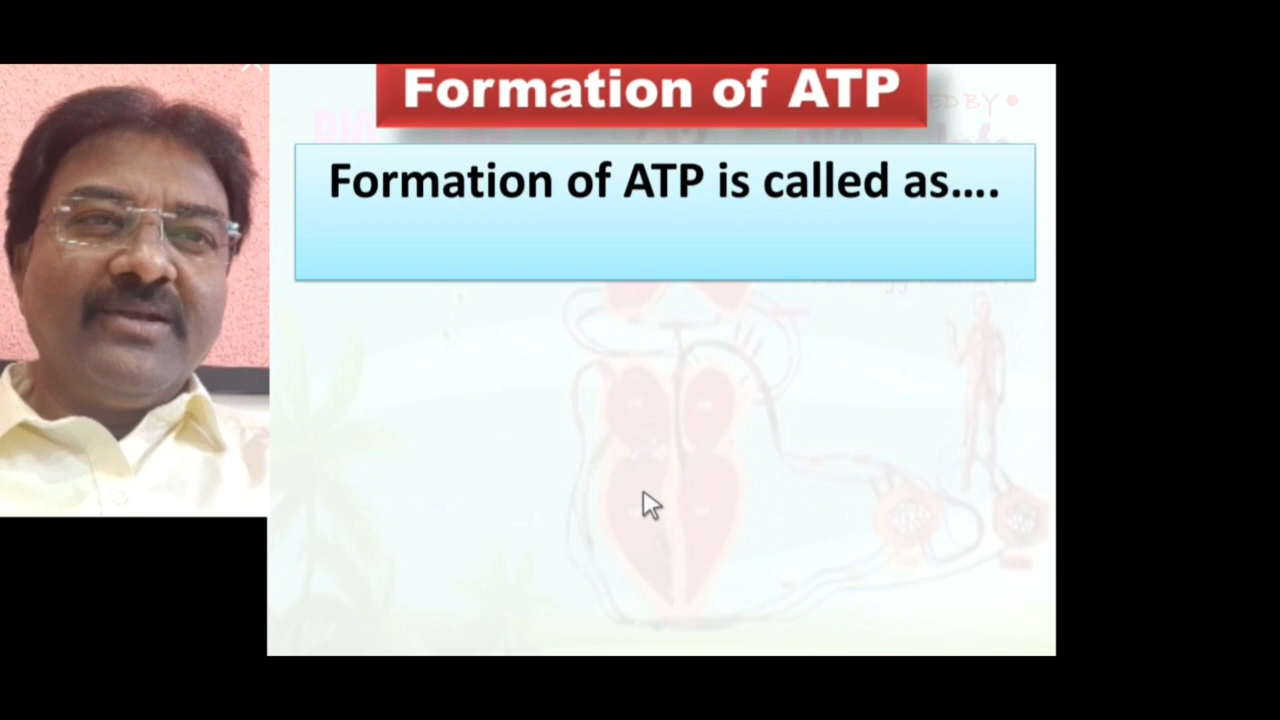 Formation of ATP
Formation of ATP is called as....